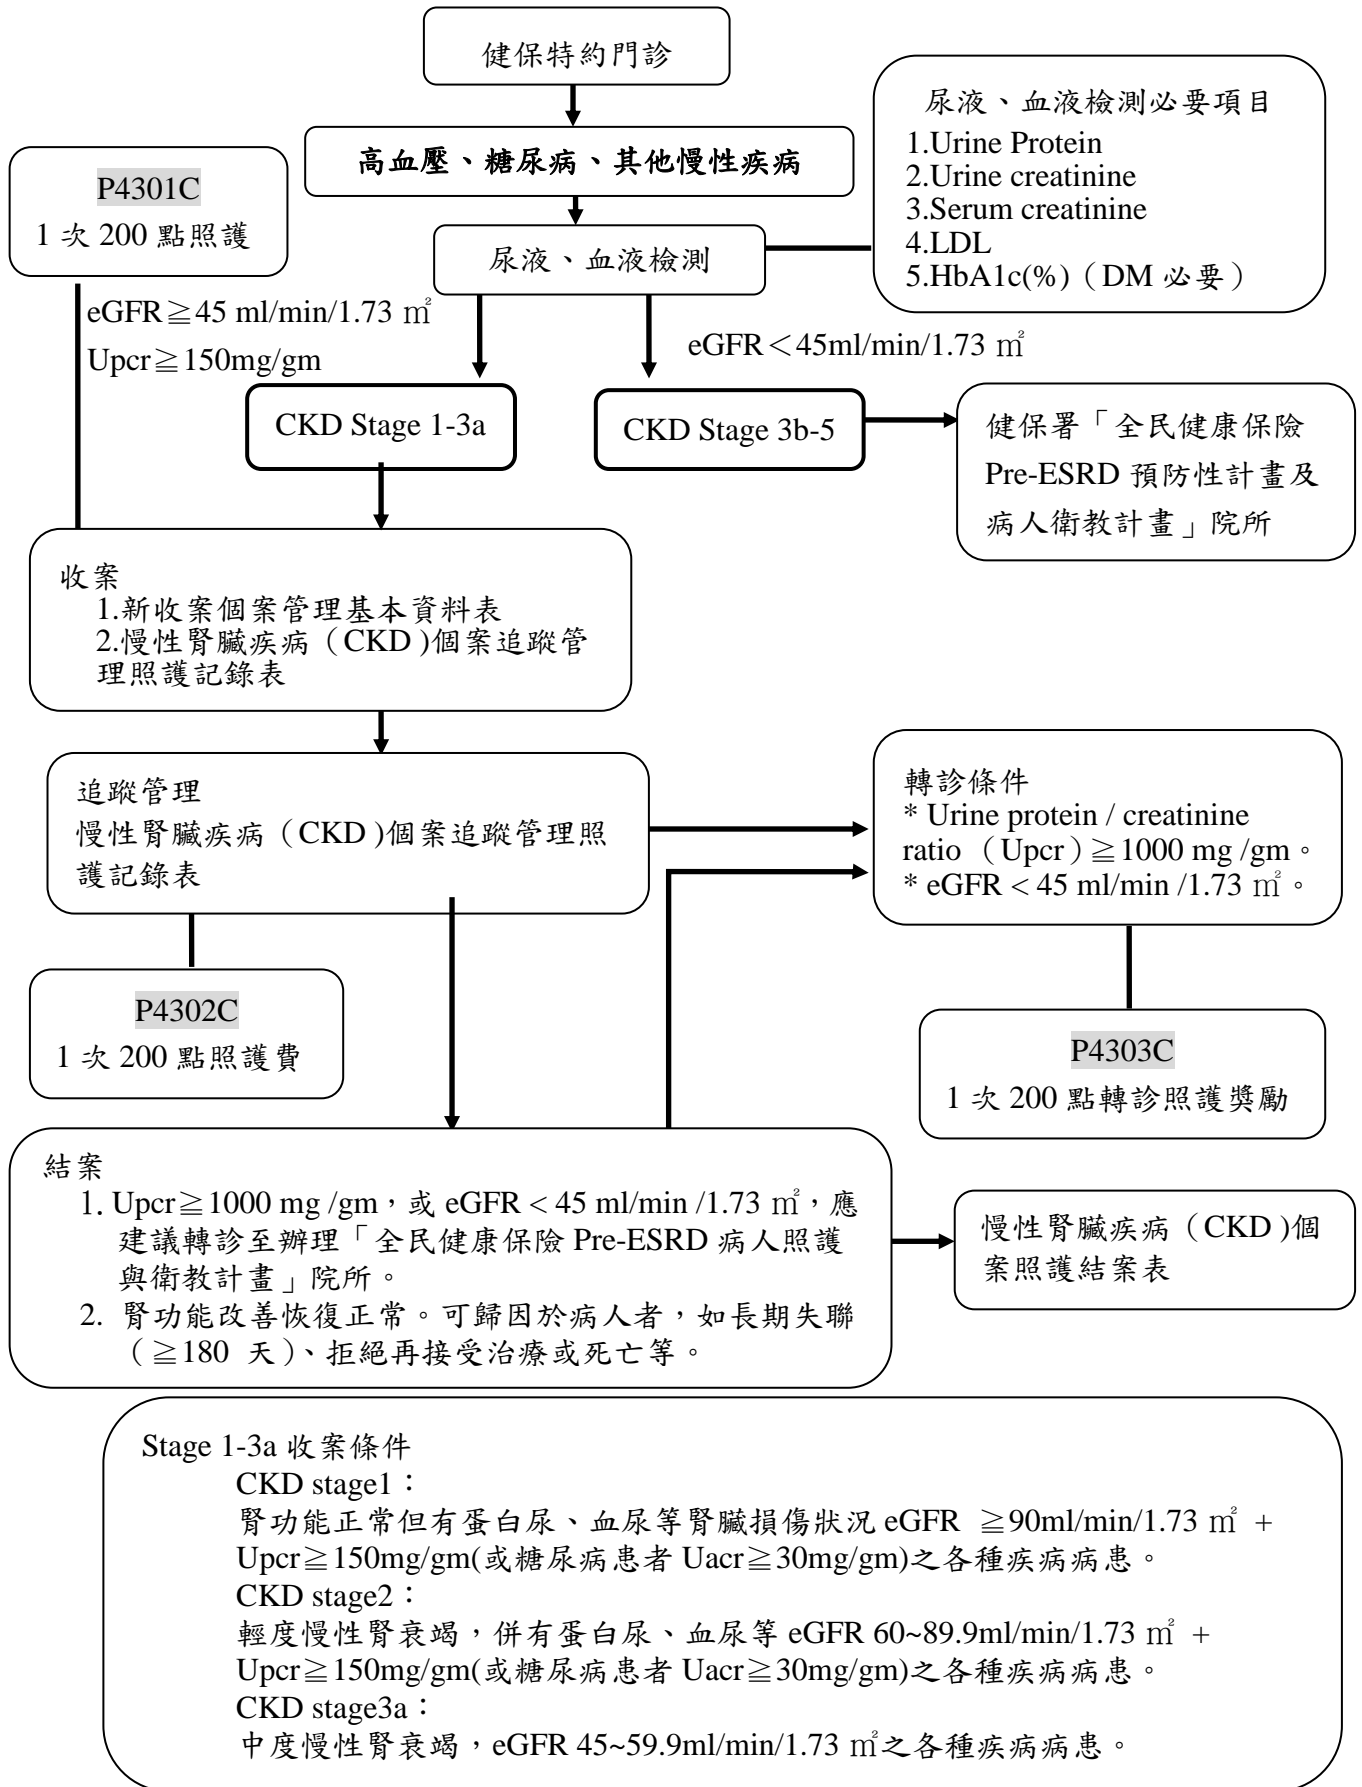 健保特約門診
尿液、血液檢測必要項目
1.Urine Protein
2.Urine creatinine
3.Serum creatinine
4.LDL
5.HbA1c(%)（DM 必要）
高血壓、糖尿病、其他慢性疾病
P4301C
1 次 200 點照護
尿液、血液檢測
eGFR≧45 ml/min/1.73 ㎡
Upcr≧150mg/gm
eGFR＜45ml/min/1.73 ㎡
CKD Stage 1-3a
CKD Stage 3b-5
健保署「全民健康保險
Pre-ESRD 預防性計畫及
病人衛教計畫」院所
收案
1.新收案個案管理基本資料表
2.慢性腎臟疾病（CKD )個案追蹤管
理照護記錄表
追蹤管理
慢性腎臟疾病（CKD )個案追蹤管理照
護記錄表
轉診條件
* Urine protein / creatinine
ratio （Upcr）≧1000 mg /gm。
* eGFR < 45 ml/min /1.73 ㎡。
P4302C
1 次 200 點照護費
P4303C
1 次 200 點轉診照護獎勵
結案
1. Upcr≧1000 mg /gm，或 eGFR < 45 ml/min /1.73 ㎡，應
建議轉診至辦理「全民健康保險 Pre-ESRD 病人照護
與衛教計畫」院所。
2. 腎功能改善恢復正常。可歸因於病人者，如長期失聯
（≧180 天）、拒絕再接受治療或死亡等。
慢性腎臟疾病（CKD )個
案照護結案表
Stage 1-3a 收案條件
CKD stage1：
腎功能正常但有蛋白尿、血尿等腎臟損傷狀況 eGFR ≧90ml/min/1.73 ㎡ +
Upcr≧150mg/gm(或糖尿病患者 Uacr≧30mg/gm)之各種疾病病患。
CKD stage2：
輕度慢性腎衰竭，併有蛋白尿、血尿等 eGFR 60~89.9ml/min/1.73 ㎡ +
Upcr≧150mg/gm(或糖尿病患者 Uacr≧30mg/gm)之各種疾病病患。
CKD stage3a：
中度慢性腎衰竭，eGFR 45~59.9ml/min/1.73 ㎡之各種疾病病患。